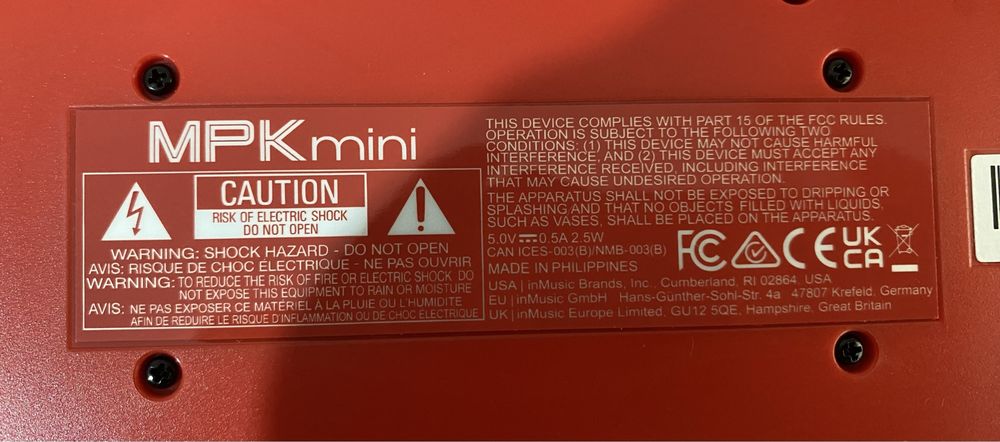 MPKmini
CAUTION
RISK OF ELECTRIC SHOCK
DO NOT OPEN
WARNING: SHOCK HAZARD - DO NOT OPEN
AVIS: RISQUE DE CHOC ÉLECTRIQUE - NE PAS OUVRIR
WARNING: TO REDUCE THE RISK OF FIRE OR ELECTRIC SHOCK DO
NOT EXPOSE THIS EQUIPMENT TO RAIN OR MOISTURE
AVIS: NE PAS EXPOSER CE MATÉRIEL À LA PLUIE OU L'HUMIDITÉ
AFIN DE RÉDUIRE LE RISQUE D'INFLAMMATION OU DE CHOC ÉLECTRIQUE
THIS DEVICE COMPLIES WITH PART 15 OF THE FCC RULES.
OPERATION IS SUBJECT TO THE FOLLOWING TWO
CONDITIONS: (1) THIS DEVICE MAY NOT CAUSE HARMFUL
INTERFERENCE, AND (2) THIS DEVICE MUST ACCEPT ANY
INTERFERENCE RECEIVED, INCLUDING INTERFERENCE
THAT MAY CAUSE UNDESIRED OPERATION.
THE APPARATUS SHALL NOT BE EXPOSED TO DRIPPING OR
SPLASHING AND THAT NO OBJECTS FILLED WITH LIQUIDS,
SUCH AS VASES, SHALL BE PLACED ON THE APPARATUS.
5.0V⎓0.5A 2.5W
CAN ICES-003(B)/NMB-003(B)
MADE IN PHILIPPINES
FC CE UK
CA
USA | inMusic Brands, Inc., Cumberland, RI 02864, USA
EU | inMusic GmbH Hans-Günther-Sohl-Str. 4a 47807 Krefeld, Germany
UK | inMusic Europe Limited, GU12 5QE, Hampshire, Great Britain